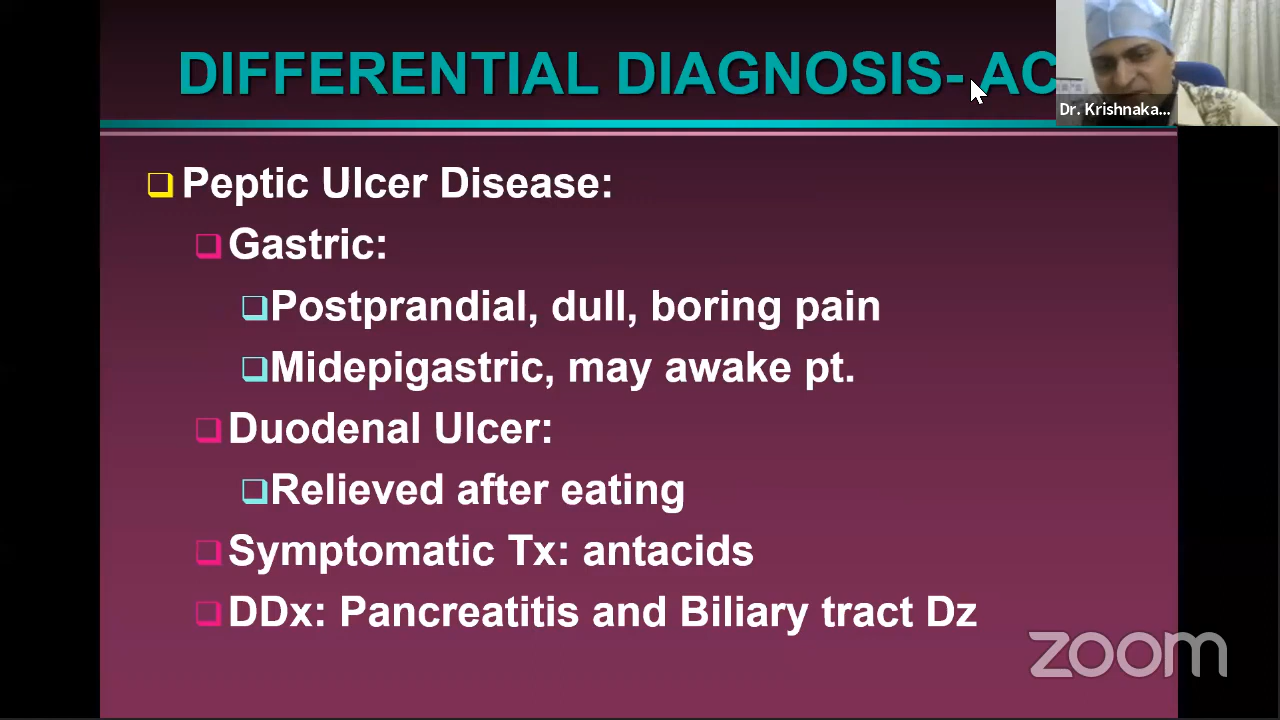 DIFFERENTIAL DIAGNOSIS- AC
Dr. Krishnaka...
Peptic Ulcer Disease:
Gastric:
Postprandial, dull, boring pain
Midepigastric, may awake pt.
Duodenal Ulcer:
Relieved after eating
Symptomatic Tx: antacids
DDx: Pancreatitis and Biliary tract Dz
zoom